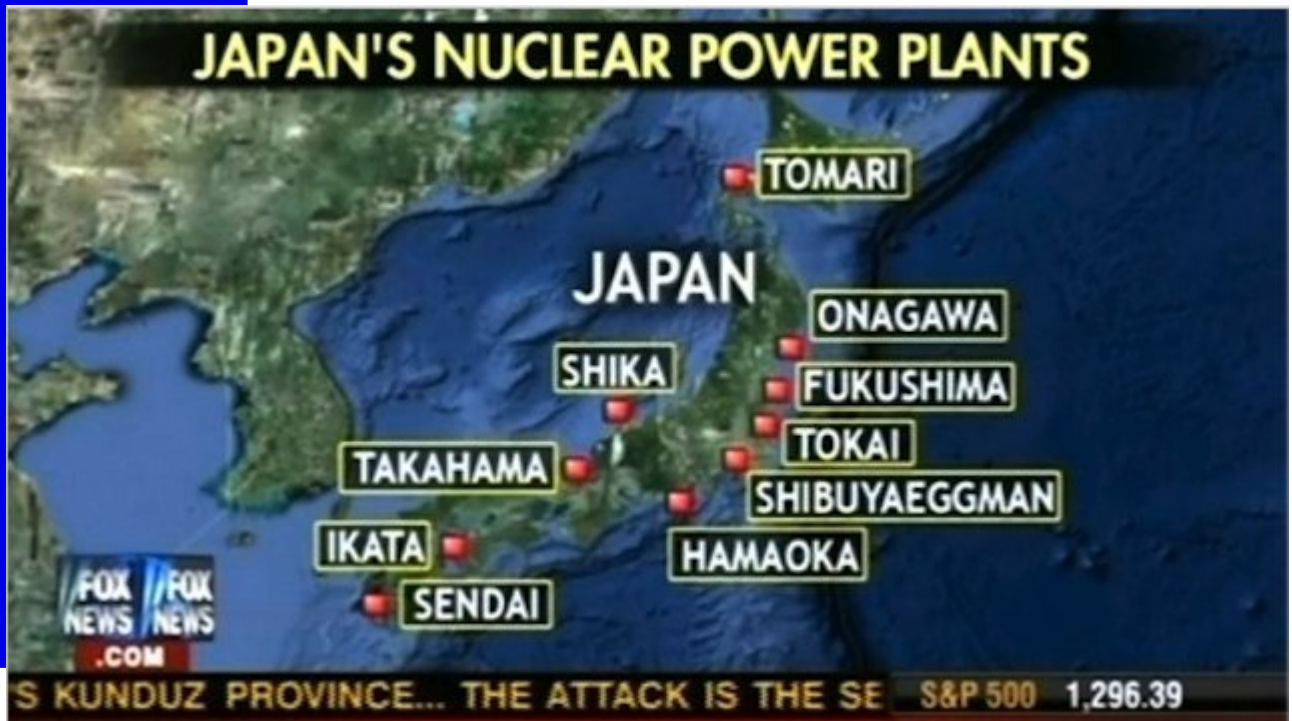 JAPAN'S NUCLEAR POWER PLANTS
TOMARI
JAPAN
ONAGAWA
SHIKA
FUKUSHIMA
TOKAI
TAKAHAMA
SHIBUYAEGGMAN
IKATA
HAMAOKA
SENDAI
FOX NEWS FOX NEWS
.COM
'S KUNDUZ PROVINCE... THE ATTACK IS THE SE S&P 500 1,296.39